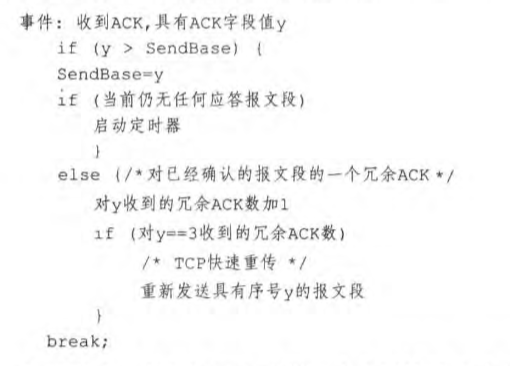 事件: 收到ACK,具有ACK字段值y
if (y > SendBase) {
SendBase=y
if (当前仍无任何应答报文段)
启动定时器
}
else {/*对已经确认的报文段的一个冗余ACK */
对y收到的冗余ACK数加1
if (对y==3收到的冗余ACK数)
/* TCP快速重传 */
重新发送具有序号y的报文段
}
break;